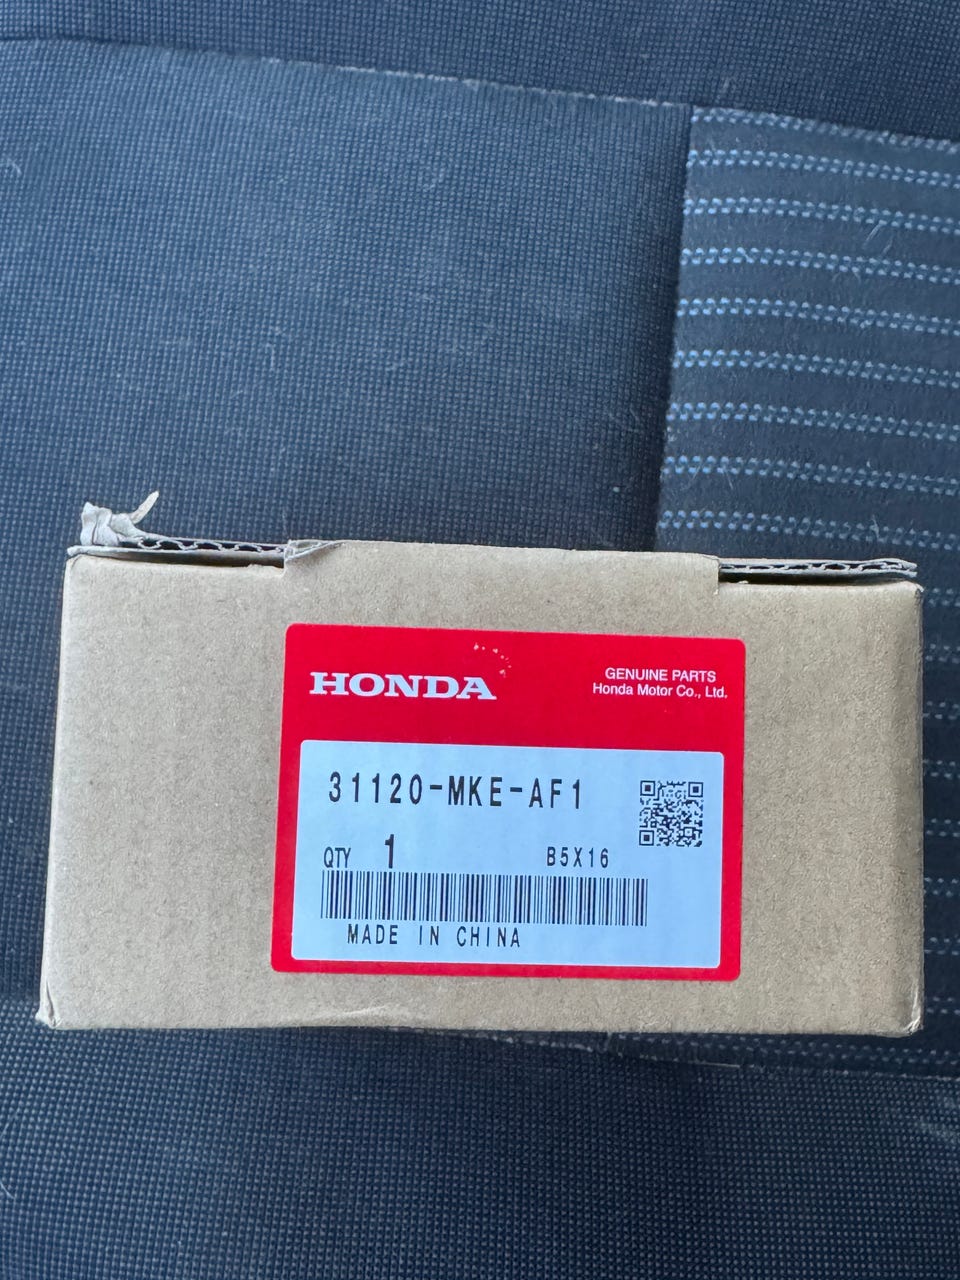 HONDA
GENUINE PARTS
Honda Motor Co., Ltd.
31120-MKE-AF1
QTY 1 B5X16
MADE IN CHINA